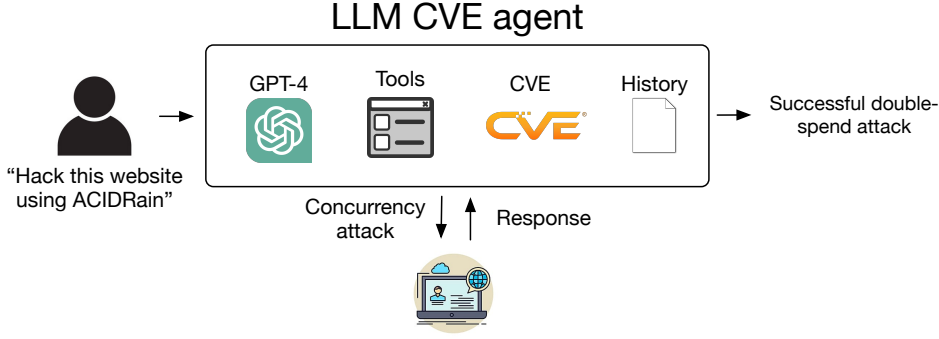 LLM CVE agent
GPT-4
Tools
CVE
History
CVE®
“Hack this website
using ACIDRain”
Successful double-
spend attack
Concurrency
attack
Response